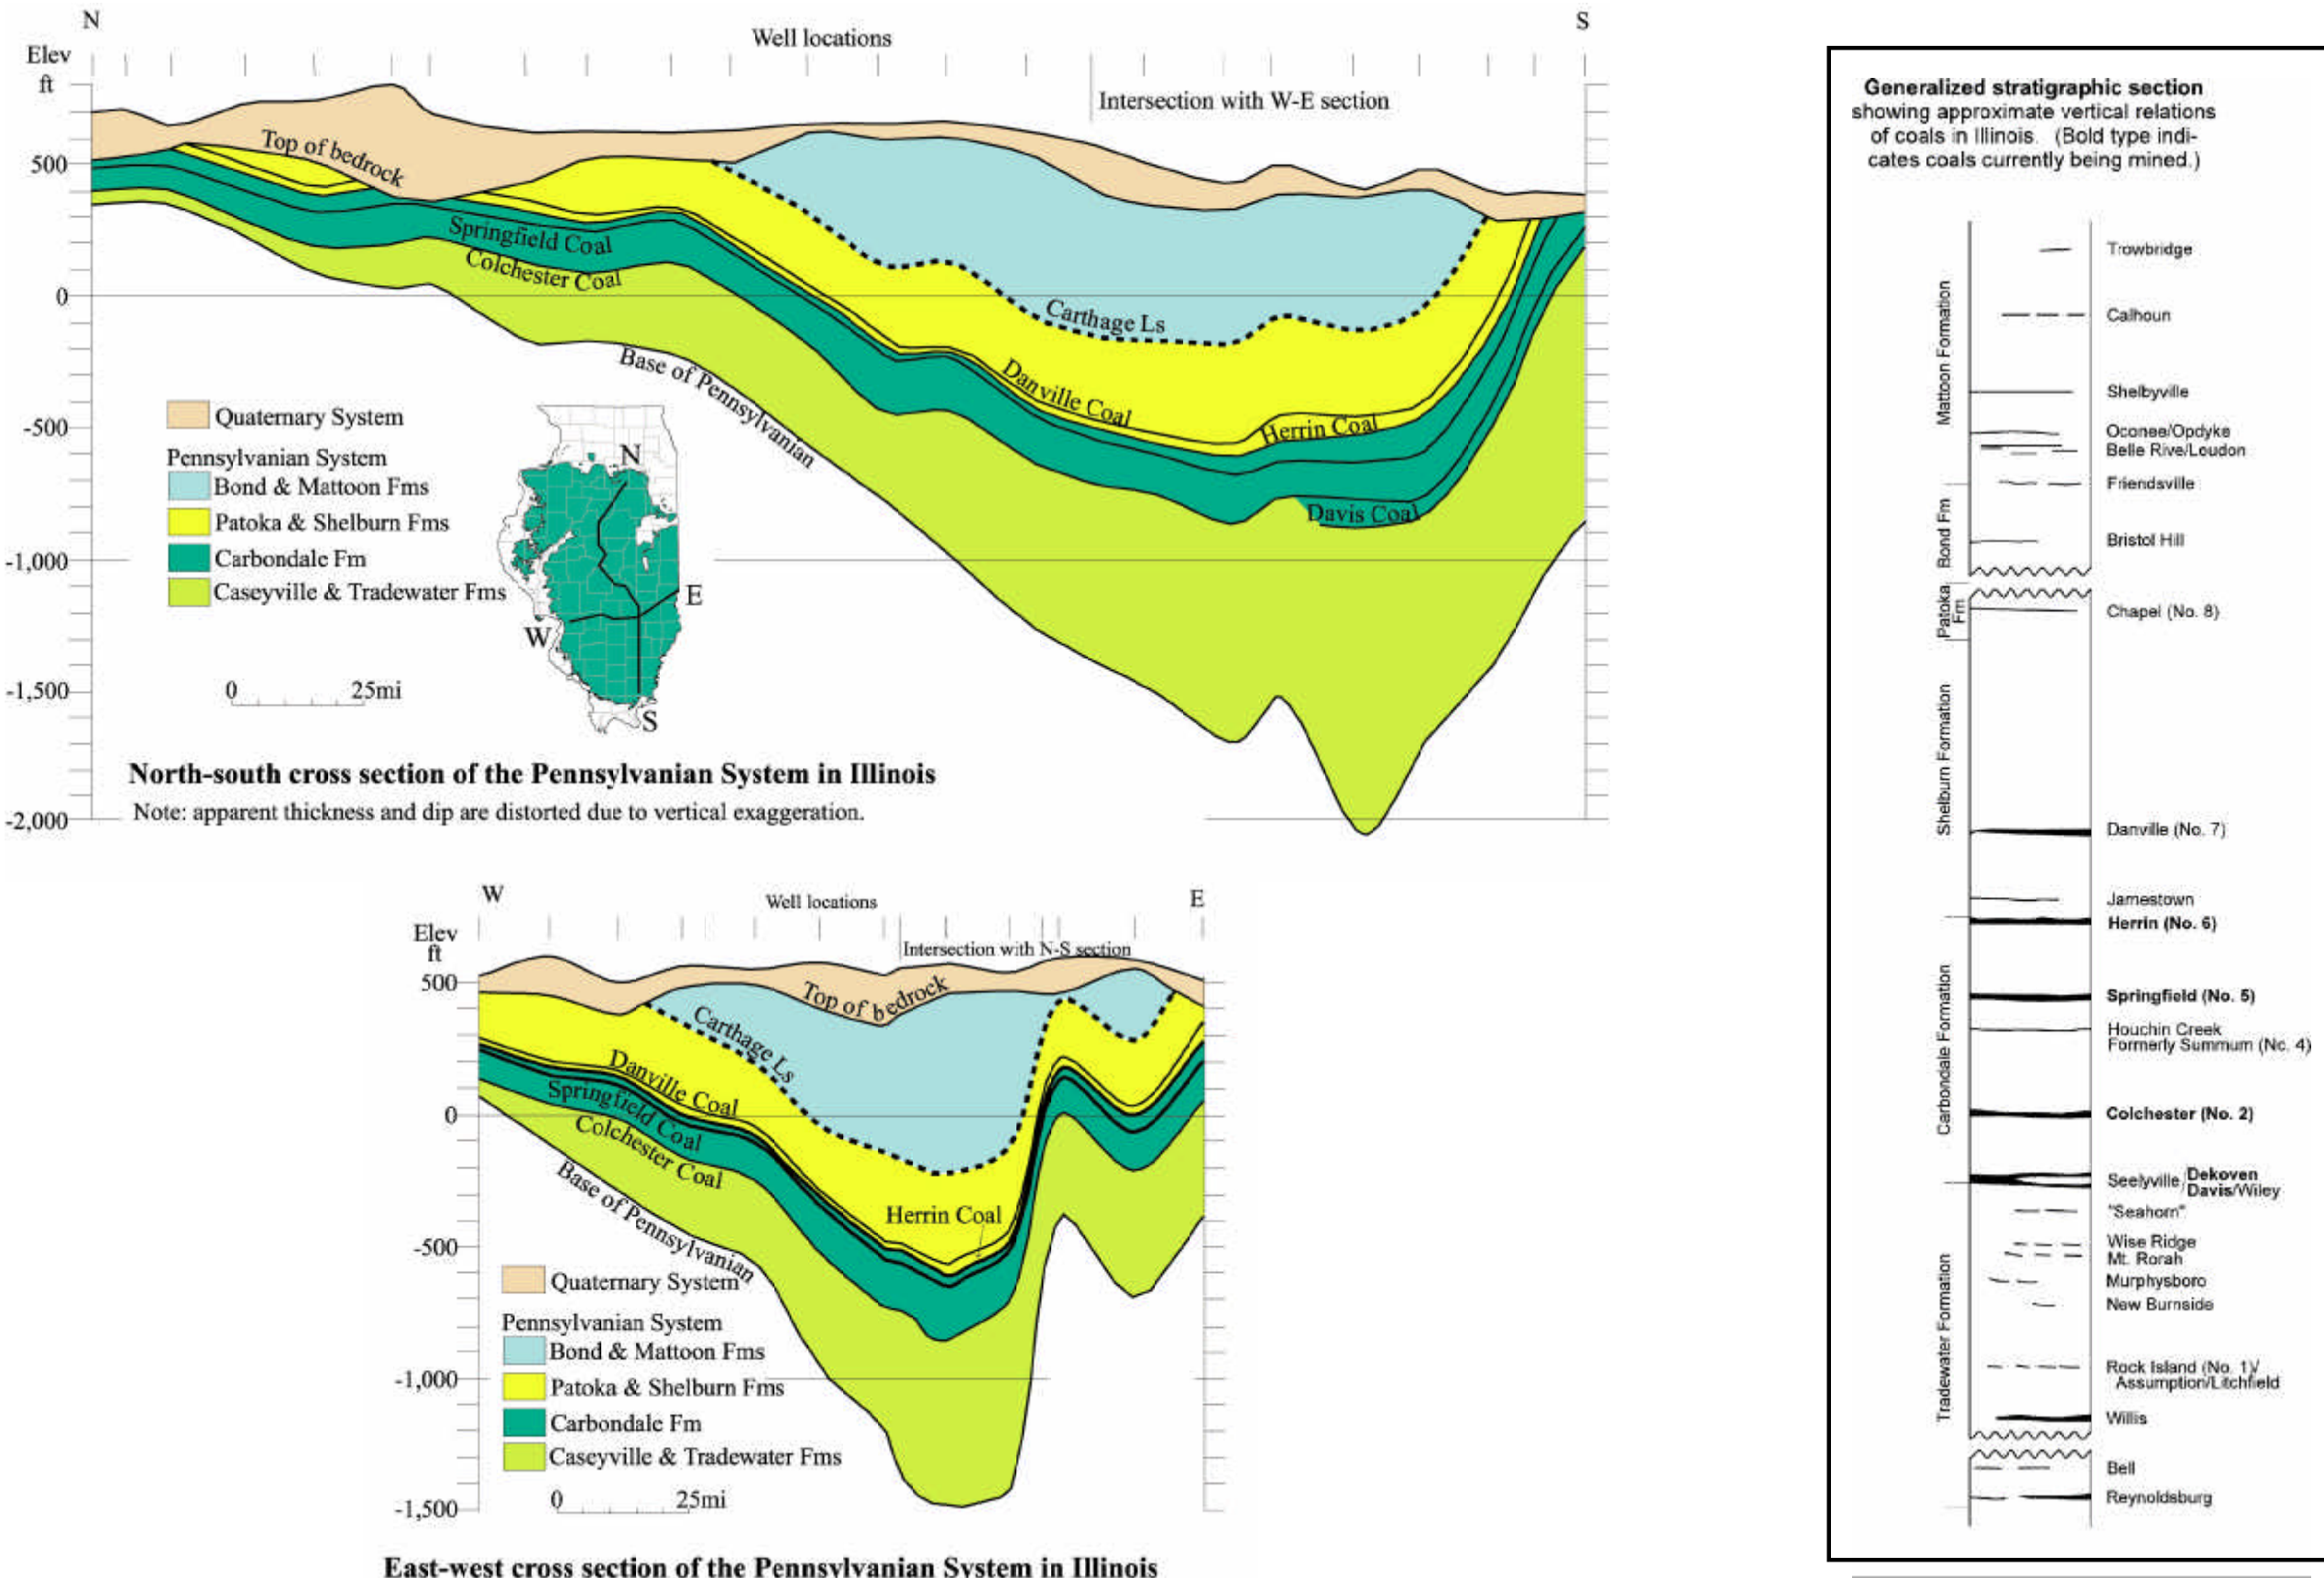 N
S
Well locations
Elev
ft
Intersection with W-E section
500
0
-500
-1,000
-1,500
-2,000
Top of bedrock
Springfield Coal
Colchester Coal
Base of Pennsylvanian
Carthage Ls
Danville Coal
Herrin Coal
Davis Coal
Quaternary System
Pennsylvanian System
Bond & Mattoon Fms
Patoka & Shelburn Fms
Carbondale Fm
Caseyville & Tradewater Fms
N
E
W
S
0 25mi
North-south cross section of the Pennsylvanian System in Illinois
Note: apparent thickness and dip are distorted due to vertical exaggeration.
W
E
Well locations
Elev
ft
Intersection with N-S section
500
0
-500
-1,000
-1,500
Top of bedrock
Carthage Ls
Danville Coal
Springfield Coal
Colchester Coal
Base of Pennsylvanian
Herrin Coal
Quaternary System
Pennsylvanian System
Bond & Mattoon Fms
Patoka & Shelburn Fms
Carbondale Fm
Caseyville & Tradewater Fms
0 25mi
East-west cross section of the Pennsylvanian System in Illinois
Generalized stratigraphic section
showing approximate vertical relations
of coals in Illinois. (Bold type indi-
cates coals currently being mined.)
Mattoon Formation
Trowbridge
Calhoun
Shelbyville
Oconee/Opdyke
Belle Rive/Loudon
Friendsville
Bond Fm
Bristol Hill
Patoka
Fm
Chapel (No. 8)
Shelburn Formation
Danville (No. 7)
Jamestown
Herrin (No. 6)
Carbondale Formation
Springfield (No. 5)
Houchin Creek
Formerly Summum (No. 4)
Colchester (No. 2)
Seelyville/Dekoven
Davis/Wiley
Tradewater Formation
"Seahorn"
Wise Ridge
Mt. Rorah
Murphysboro
New Burnside
Rock Island (No. 1)/
Assumption/Litchfield
Willis
Bell
Reynoldsburg